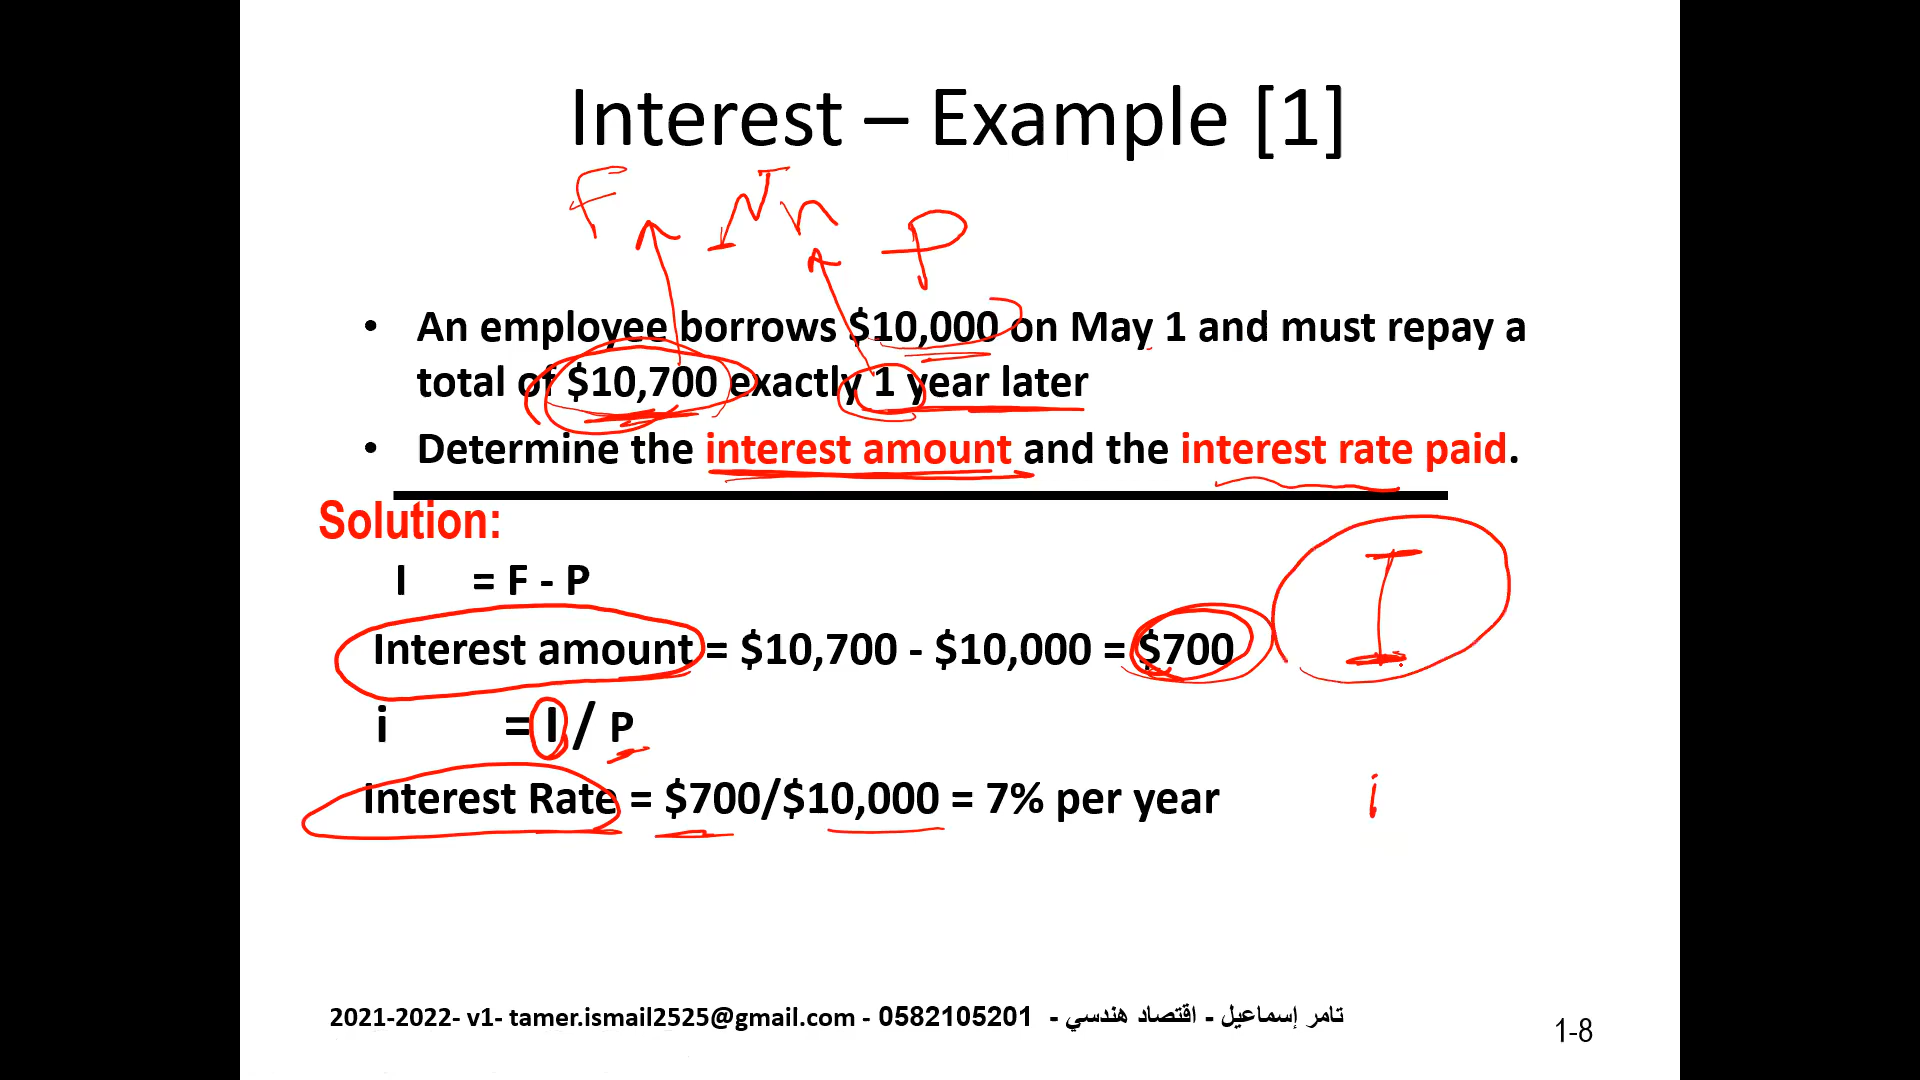 Interest – Example [1]
F N n P
• An employee borrows $10,000 on May 1 and must repay a
total of $10,700 exactly 1 year later
• Determine the interest amount and the interest rate paid.
Solution:
I = F - P
I
Interest amount = $10,700 - $10,000 = $700
i = I / P
Interest Rate = $700/$10,000 = 7% per year
i
2021-2022- v1- tamer.ismail2525@gmail.com - 0582105201 - تامر إسماعيل - اقتصاد هندسي -
1-8